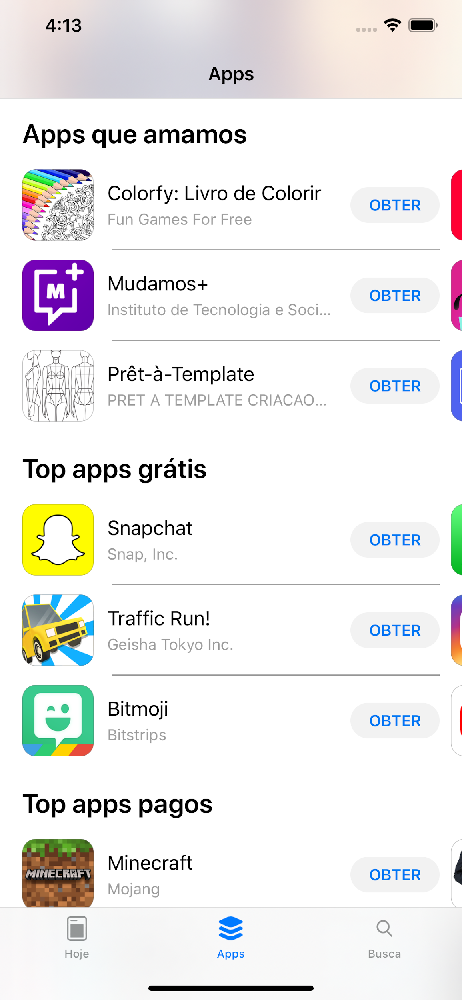 4:13
Apps
Apps que amamos
Colorfy: Livro de Colorir
Fun Games For Free
OBTER
M
Mudamos+
Instituto de Tecnologia e Soci...
OBTER
Prêt-à-Template
PRET A TEMPLATE CRIACAO...
OBTER
Top apps grátis
Snapchat
Snap, Inc.
OBTER
Traffic Run!
Geisha Tokyo Inc.
OBTER
Bitmoji
Bitstrips
OBTER
Top apps pagos
MINECRAFT
Minecraft
Mojang
OBTER
Hoje
Apps
Busca